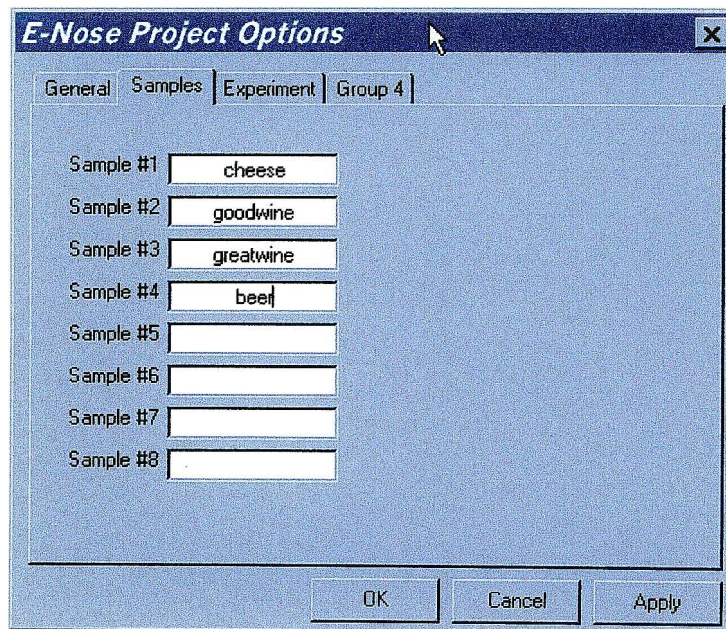 E-Nose Project Options
General Samples Experiment Group 4
Sample #1 cheese
Sample #2 goodwine
Sample #3 greatwine
Sample #4 beer
Sample #5
Sample #6
Sample #7
Sample #8
OK Cancel Apply